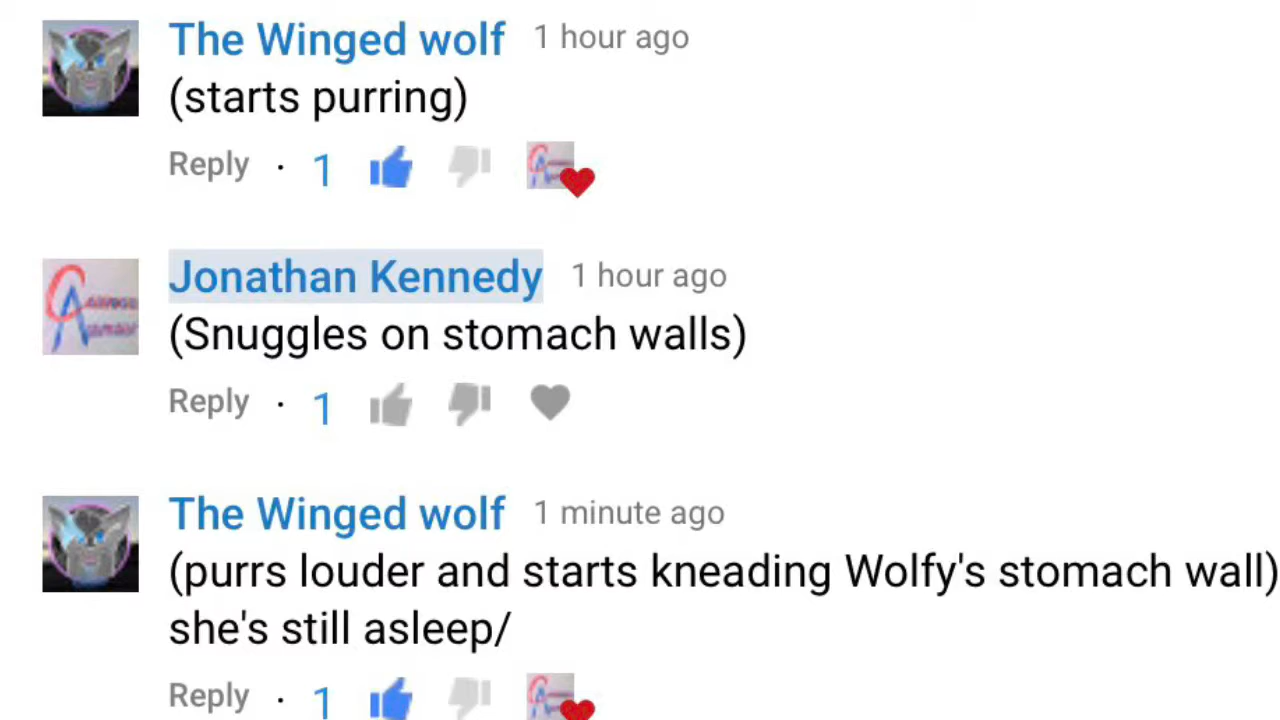 The Winged wolf 1 hour ago
(starts purring)
Reply · 1
Jonathan Kennedy 1 hour ago
(Snuggles on stomach walls)
Reply · 1
The Winged wolf 1 minute ago
(purrs louder and starts kneading Wolfy's stomach wall)
she's still asleep/
Reply · 1